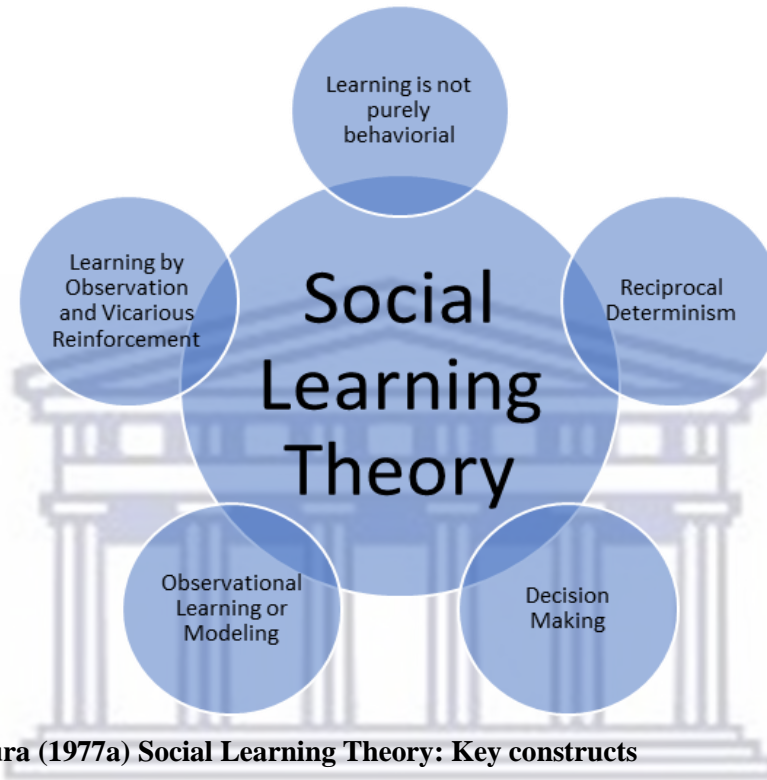 Learning is not
purely
behaviorial
Learning by
Observation
and Vicarious
Reinforcement
Social
Learning
Theory
Reciprocal
Determinism
Observational
Learning or
Modeling
Decision
Making
(1977a) Social Learning Theory: Key constructs